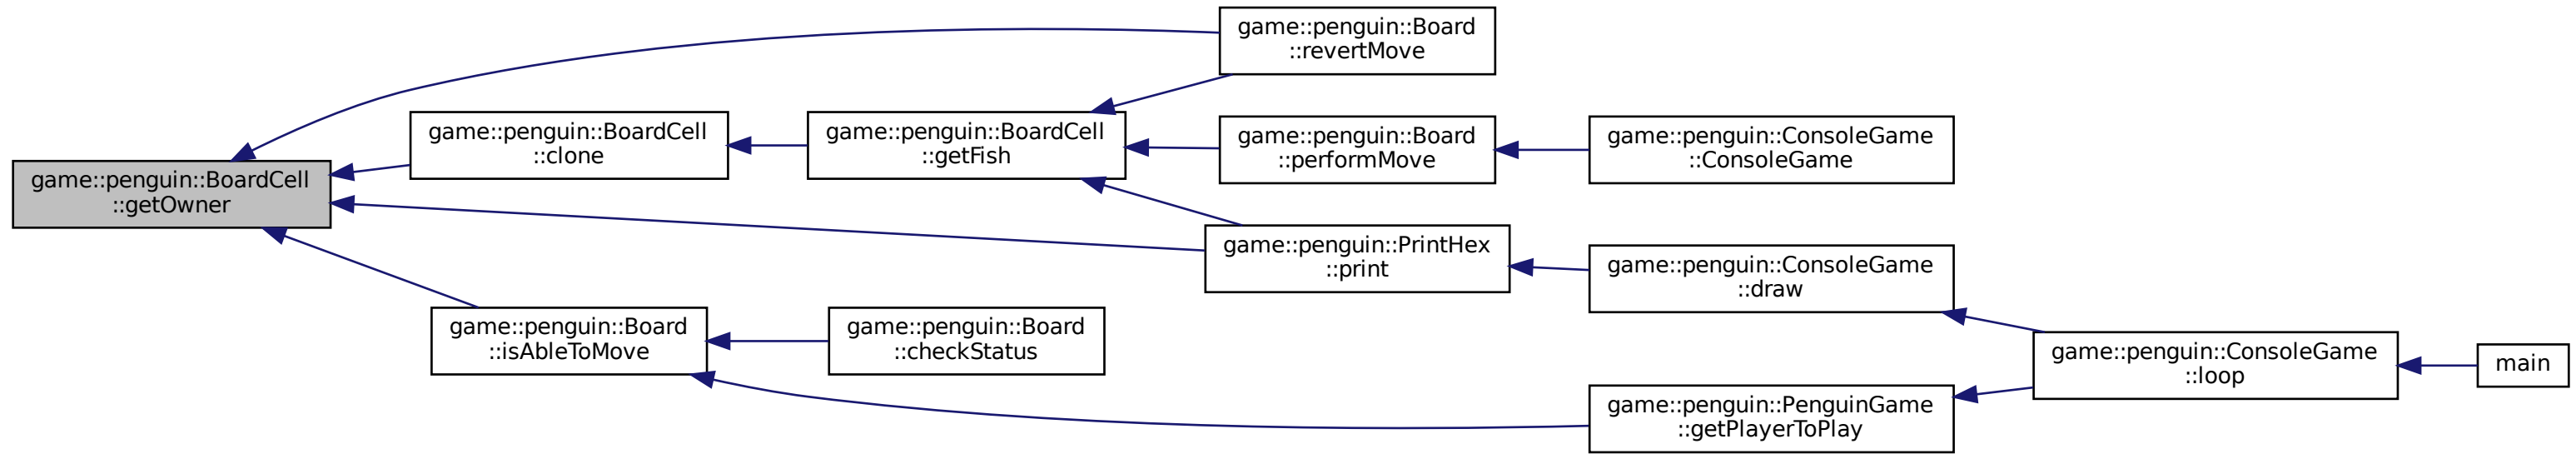 game::penguin::BoardCell
::getOwner
game::penguin::Board
::revertMove
game::penguin::BoardCell
::clone
game::penguin::BoardCell
::getFish
game::penguin::Board
::performMove
game::penguin::ConsoleGame
::ConsoleGame
game::penguin::PrintHex
::print
game::penguin::ConsoleGame
::draw
game::penguin::Board
::isAbleToMove
game::penguin::Board
::checkStatus
game::penguin::ConsoleGame
::loop
main
game::penguin::PenguinGame
::getPlayerToPlay